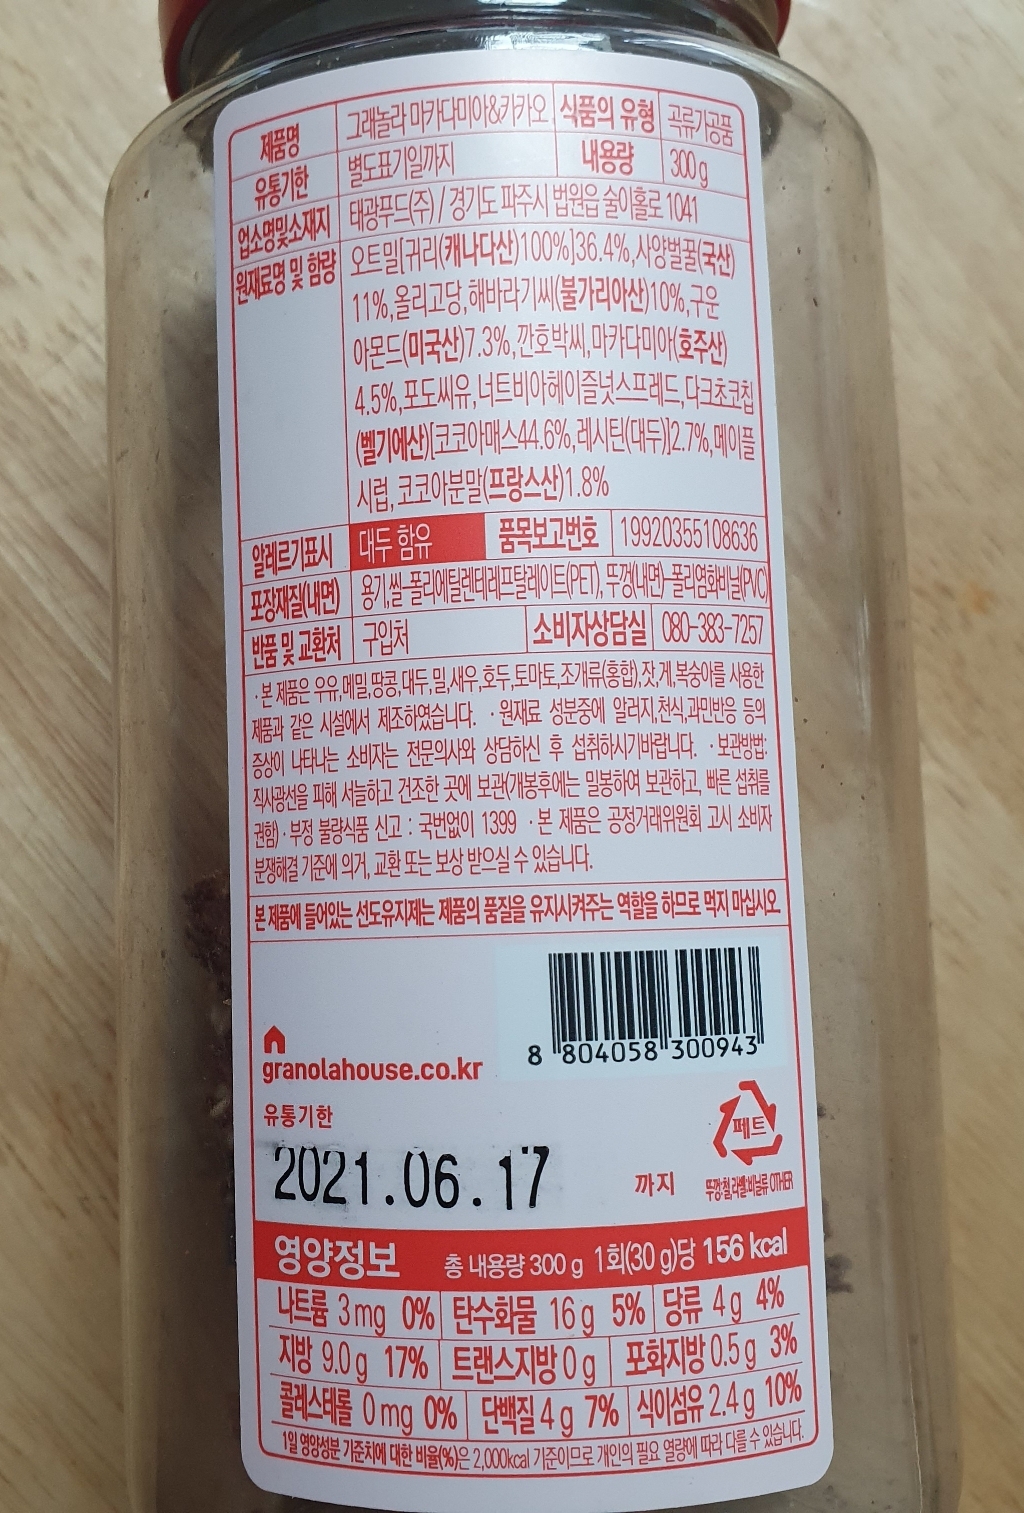 제품명 그래놀라 마카다미아&카카오 식품의 유형 곡류가공품
유통기한 별도표기일까지 내용량 300 g
업소명및소재지 태광푸드(주) / 경기도 파주시 법원읍 술이홀로 1041
원재료명 및 함량 오트밀[귀리(캐나다산)100%]36.4%,사양벌꿀(국산)
11%,올리고당,해바라기씨(불가리아산)10%,구운
아몬드(미국산)7.3%,깐호박씨,마카다미아(호주산)
4.5%,포도씨유,너트비아헤이즐넛스프레드,다크초코칩
(벨기에산)[코코아매스44.6%,레시틴(대두)]2.7%,메이플
시럽,코코아분말(프랑스산)1.8%
알레르기표시 대두 함유 품목보고번호 19920355108636
포장재질(내면) 용기,씰-폴리에틸렌테레프탈레이트(PET), 뚜껑(내면)-폴리염화비닐(PVC)
반품 및 교환처 구입처 소비자상담실 080-383-7257
·본 제품은 우유,메밀,땅콩,대두,밀,새우,호두,토마토,조개류(홍합),잣,게,복숭아를 사용한
제품과 같은 시설에서 제조하였습니다. ·원재료 성분중에 알러지,천식,과민반응 등의
증상이 나타나는 소비자는 전문의사와 상담하신 후 섭취하시기바랍니다. ·보관방법:
직사광선을 피해 서늘하고 건조한 곳에 보관(개봉후에는 밀봉하여 보관하고, 빠른 섭취를
권함) ·부정 불량식품 신고 : 국번없이 1399 ·본 제품은 공정거래위원회 고시 소비자
분쟁해결 기준에 의거, 교환 또는 보상 받으실 수 있습니다.
본 제품에 들어있는 선도유지제는 제품의 품질을 유지시켜주는 역할을 하므로 먹지 마십시오.
8 804058 300943
granolahouse.co.kr
유통기한
페트
2021.06.17 까지
뚜껑:철,라벨:비닐류 OTHER
영양정보 총 내용량 300 g 1회(30 g)당 156 kcal
나트륨 3 mg 0% 탄수화물 16 g 5% 당류 4 g 4%
지방 9.0 g 17% 트랜스지방 0 g 포화지방 0.5 g 3%
콜레스테롤 0 mg 0% 단백질 4 g 7% 식이섬유 2.4 g 10%
1일 영양성분 기준치에 대한 비율(%)은 2,000kcal 기준이므로 개인의 필요 열량에 따라 다를 수 있습니다.